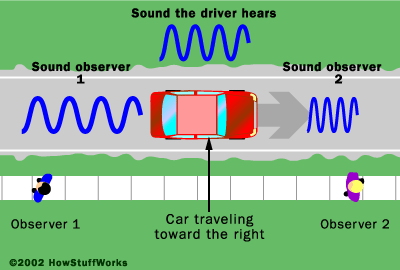 Sound the driver hears
Sound observer
1
Sound observer
2
Observer 1
Car traveling
toward the right
Observer 2
©2002 HowStuffWorks